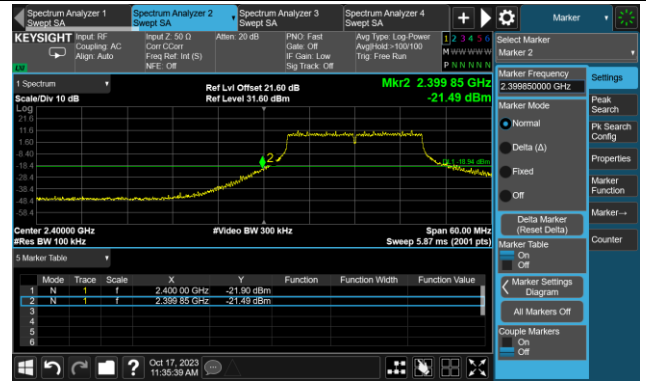 Spectrum Analyzer 1
Swept SA
Spectrum Analyzer 2
Swept SA
Spectrum Analyzer 3
Swept SA
Spectrum Analyzer 4
Swept SA
+
Marker
KEYSIGHT
Input: RF
Coupling: AC
Align: Auto
Input Z: 50 Ω
Corr CCorr
Freq Ref: Int (S)
NFE: Off
Atten: 20 dB
PNO: Fast
Gate: Off
IF Gain: Low
Sig Track: Off
Avg Type: Log-Power
Avg|Hold:>100/100
Trig: Free Run
1 2 3 4 5 6
M W W W W W
P N N N N N
Select Marker
Marker 2
1 Spectrum
Scale/Div 10 dB
Log
Ref Lvl Offset 21.60 dB
Ref Level 31.60 dBm
Mkr2 2.399 85 GHz
-21.49 dBm
21.6
11.6
1.60
-8.40
-18.4
-28.4
-38.4
-48.4
-58.4
2
DL1 -18.94 dBm
Center 2.40000 GHz
#Res BW 100 kHz
#Video BW 300 kHz
Span 60.00 MHz
Sweep 5.87 ms (2001 pts)
5 Marker Table
Mode Trace Scale X Y Function Function Width Function Value
1 N 1 f 2.400 00 GHz -21.90 dBm
2 N 1 f 2.399 85 GHz -21.49 dBm
3
4
5
6
Marker Frequency
2.399850000 GHz
Marker Mode
Normal
Delta (Δ)
Fixed
Off
Delta Marker
(Reset Delta)
Marker Table
On
Off
Marker Settings
Diagram
All Markers Off
Couple Markers
On
Off
Settings
Peak
Search
Pk Search
Config
Properties
Marker
Function
Marker→
Counter
?
Oct 17, 2023
11:35:39 AM